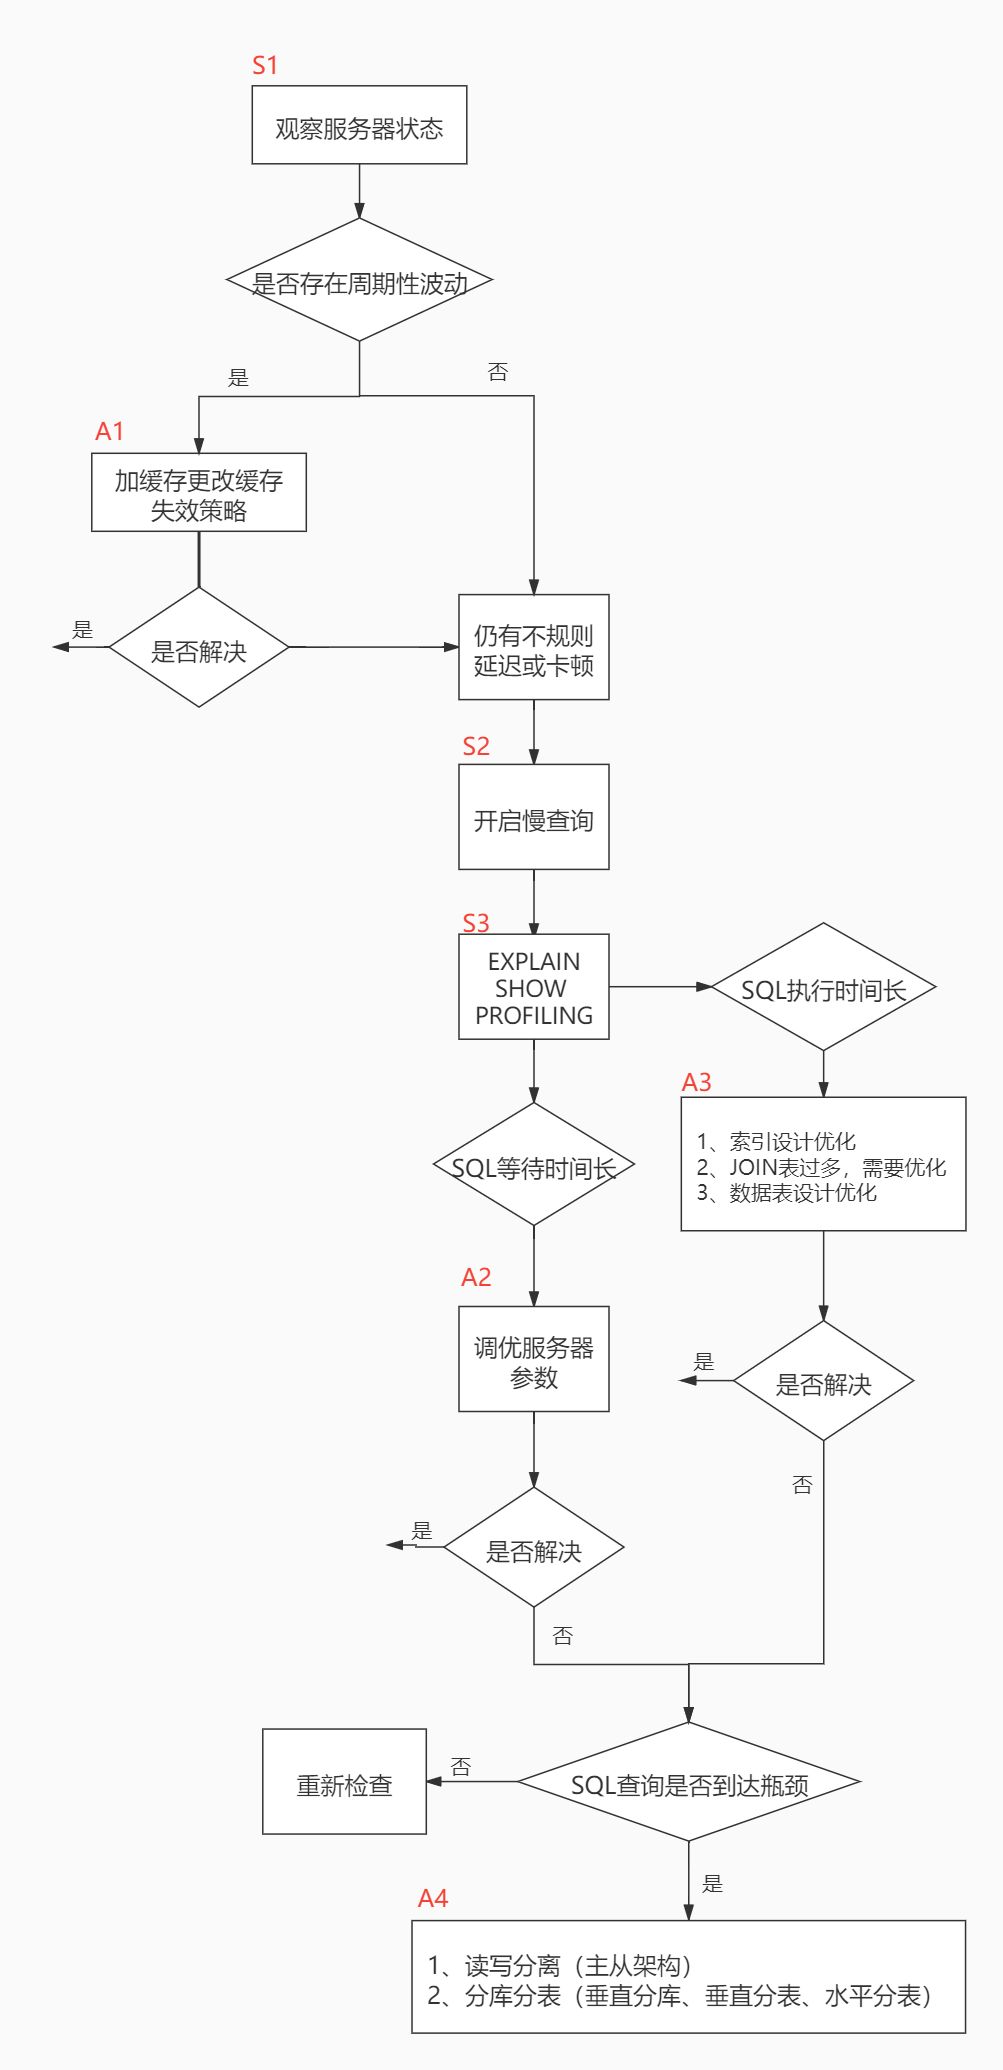 S1
观察服务器状态
是否存在周期性波动
是
否
A1
加缓存更改缓存
失效策略
是
是否解决
仍有不规则
延迟或卡顿
S2
开启慢查询
S3
EXPLAIN
SHOW
PROFILING
SQL执行时间长
A3
1、索引设计优化
2、JOIN表过多，需要优化
3、数据表设计优化
SQL等待时间长
A2
调优服务器
参数
是
是否解决
否
是
是否解决
否
SQL查询是否到达瓶颈
否
重新检查
是
A4
1、读写分离（主从架构）
2、分库分表（垂直分库、垂直分表、水平分表）